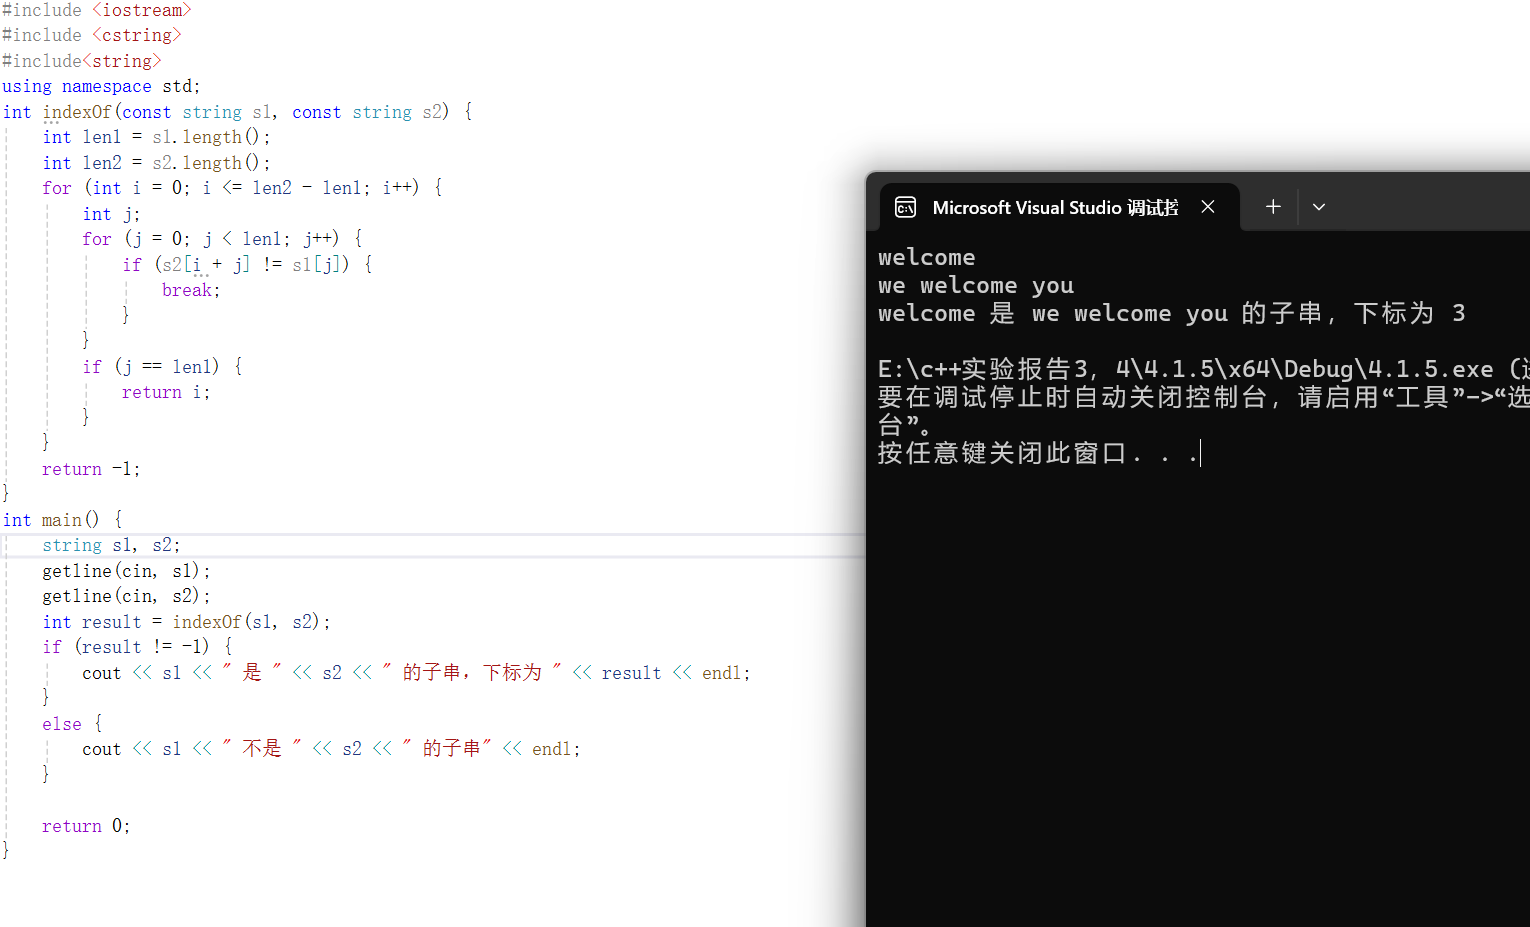 #include <iostream>
#include <cstring>
#include<string>
using namespace std;
int indexOf(const string s1, const string s2) {
    int len1 = s1.length();
    int len2 = s2.length();
    for (int i = 0; i <= len2 - len1; i++) {
        int j;
        for (j = 0; j < len1; j++) {
            if (s2[i + j] != s1[j]) {
                break;
            }
        }
        if (j == len1) {
            return i;
        }
    }
    return -1;
}
int main() {
    string s1, s2;
    getline(cin, s1);
    getline(cin, s2);
    int result = indexOf(s1, s2);
    if (result != -1) {
        cout << s1 << " 是 " << s2 << " 的子串，下标为 " << result << endl;
    }
    else {
        cout << s1 << " 不是 " << s2 << " 的子串" << endl;
    }
    return 0;
}
Microsoft Visual Studio 调试控
welcome
we welcome you
welcome 是 we welcome you 的子串，下标为 3
E:\c++实验报告3，4\4.1.5\x64\Debug\4.1.5.exe（进
要在调试停止时自动关闭控制台，请启用“工具”->“选
台”。
按任意键关闭此窗口. . .